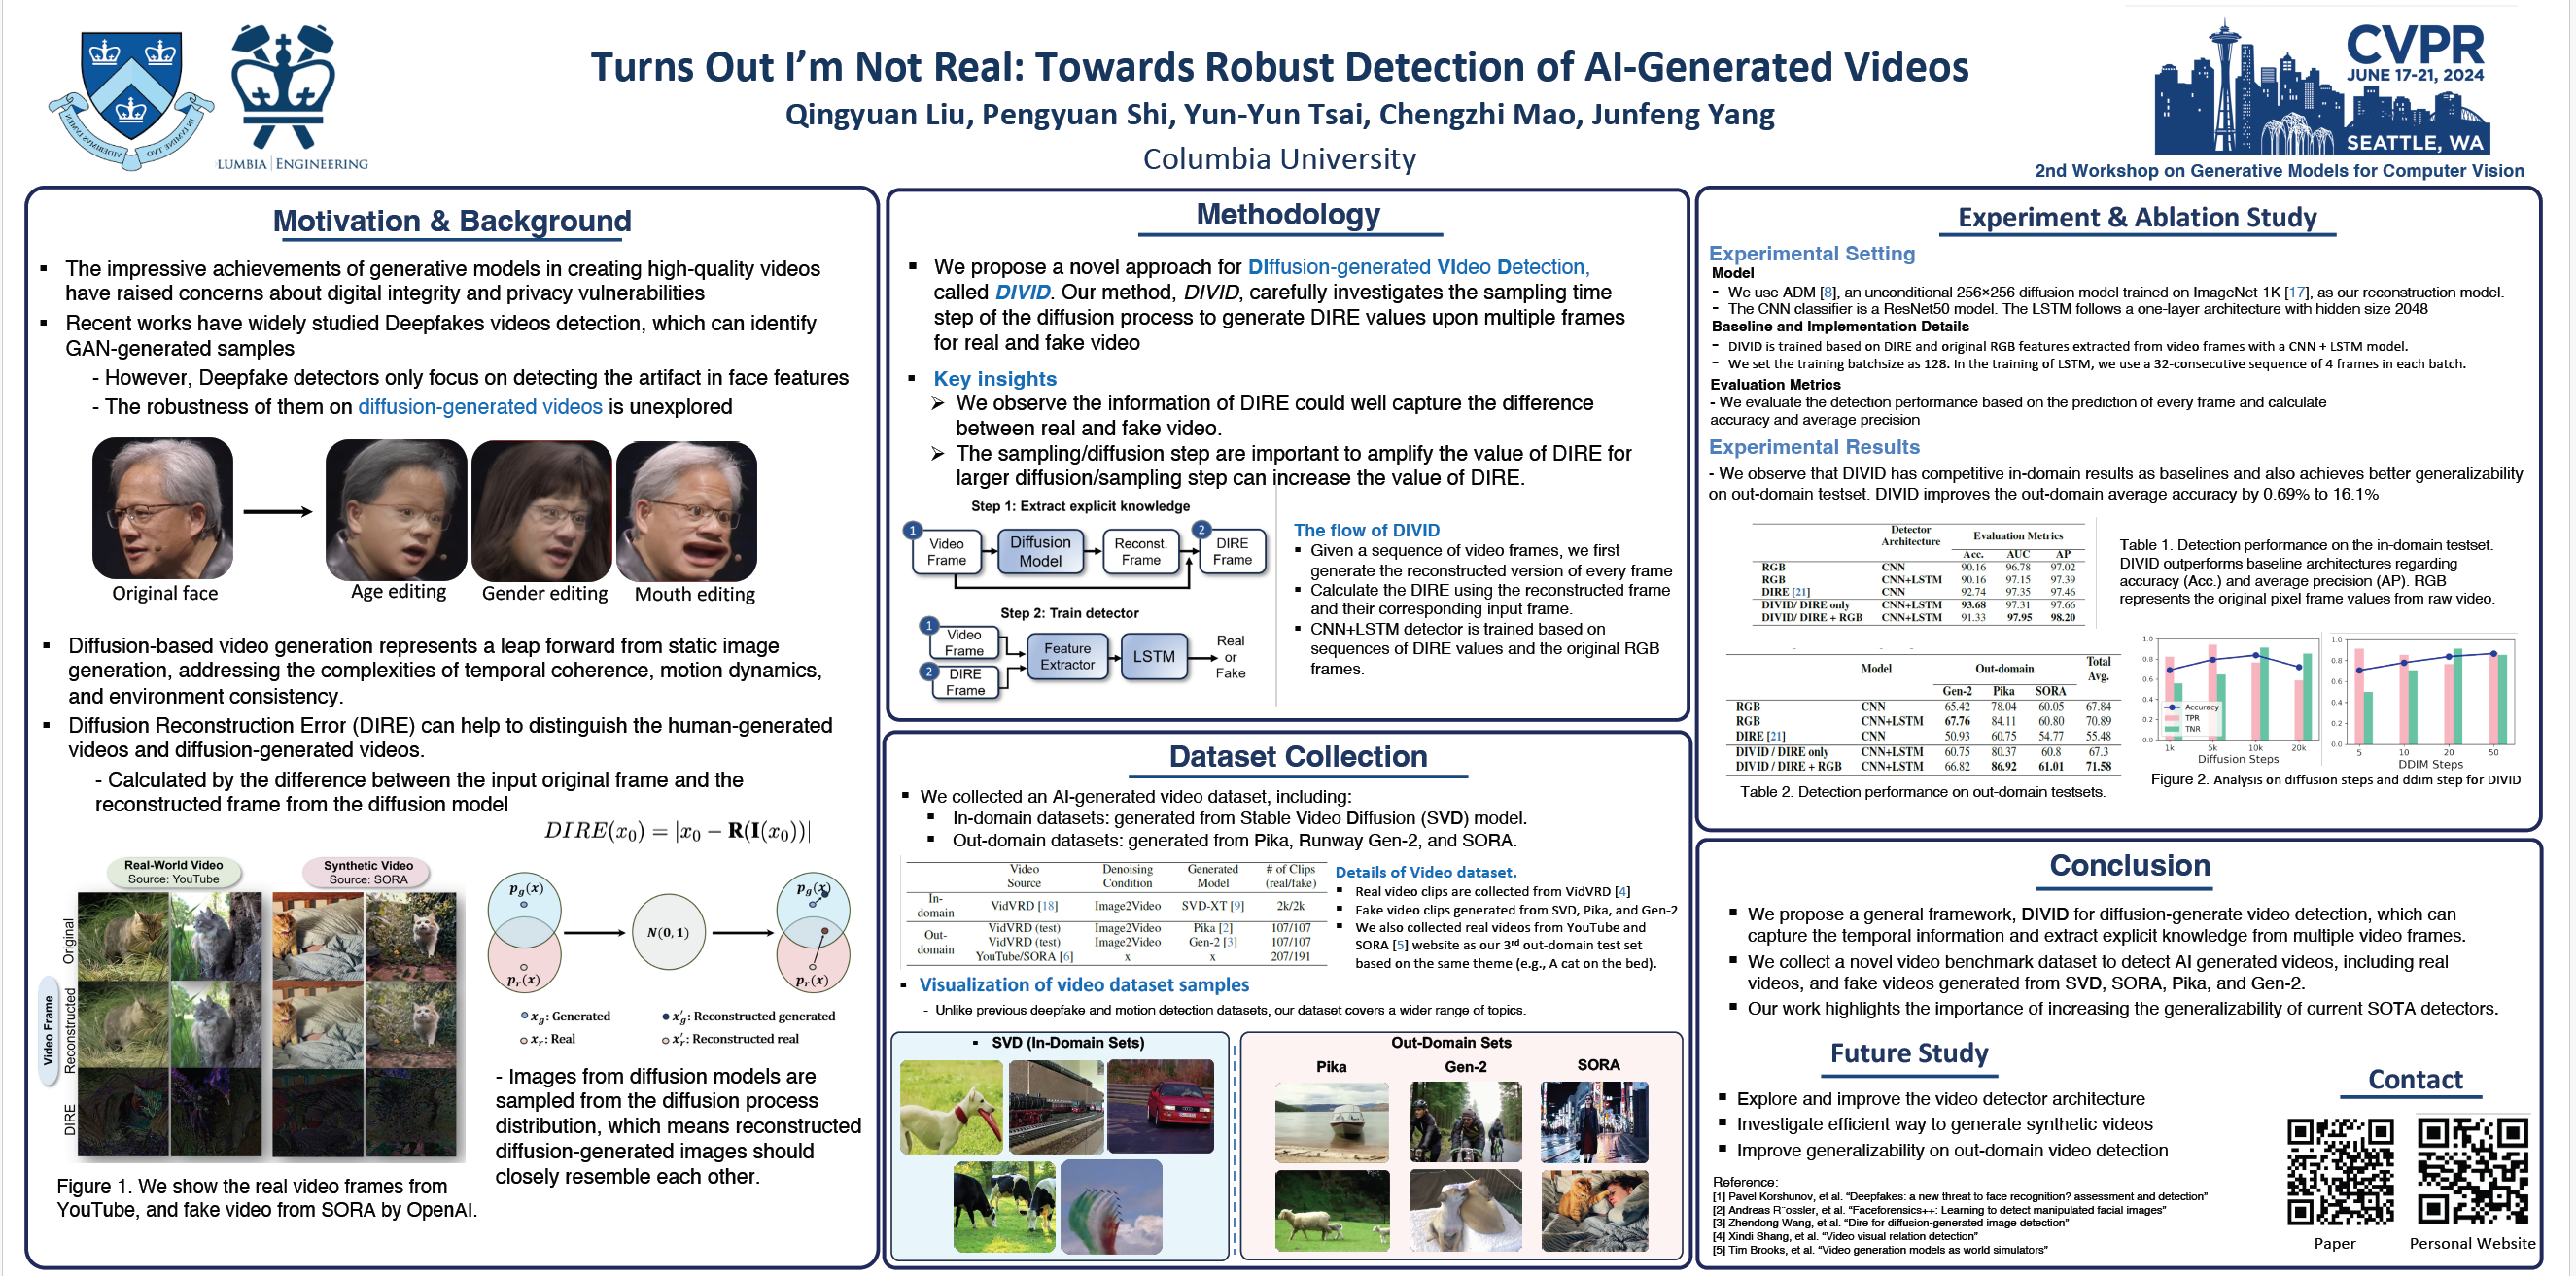 Turns Out I'm Not Real: Towards Robust Detection of AI-Generated Videos
Qingyuan Liu, Pengyuan Shi, Yun-Yun Tsai, Chengzhi Mao, Junfeng Yang
Columbia University
LUMBIA | ENGINEERING
CVPR
JUNE 17-21, 2024
SEATTLE, WA
2nd Workshop on Generative Models for Computer Vision
Motivation & Background
▪ The impressive achievements of generative models in creating high-quality videos
have raised concerns about digital integrity and privacy vulnerabilities
▪ Recent works have widely studied Deepfakes videos detection, which can identify
GAN-generated samples
- However, Deepfake detectors only focus on detecting the artifact in face features
- The robustness of them on diffusion-generated videos is unexplored
Original face
Age editing
Gender editing
Mouth editing
▪ Diffusion-based video generation represents a leap forward from static image
generation, addressing the complexities of temporal coherence, motion dynamics,
and environment consistency.
▪ Diffusion Reconstruction Error (DIRE) can help to distinguish the human-generated
videos and diffusion-generated videos.
- Calculated by the difference between the input original frame and the
reconstructed frame from the diffusion model
DIRE(x₀) = |x₀ − R(I(x₀))|
Real-World Video
Source: YouTube
Synthetic Video
Source: SORA
Video Frame
Original
Reconstructed
DIRE
p_g(x)
p_r(x)
N(0, 1)
p_g(x)
p_r(x)
x_g: Generated
x'_g: Reconstructed generated
x_r: Real
x'_r: Reconstructed real
- Images from diffusion models are
sampled from the diffusion process
distribution, which means reconstructed
diffusion-generated images should
closely resemble each other.
Figure 1. We show the real video frames from
YouTube, and fake video from SORA by OpenAI.
Methodology
▪ We propose a novel approach for DIffusion-generated VIdeo Detection,
called DIVID. Our method, DIVID, carefully investigates the sampling time
step of the diffusion process to generate DIRE values upon multiple frames
for real and fake video
▪ Key insights
➢ We observe the information of DIRE could well capture the difference
between real and fake video.
➢ The sampling/diffusion step are important to amplify the value of DIRE for
larger diffusion/sampling step can increase the value of DIRE.
Step 1: Extract explicit knowledge
1 Video Frame
Diffusion Model
Reconst. Frame
2 DIRE Frame
Step 2: Train detector
1 Video Frame
2 DIRE Frame
Feature Extractor
LSTM
Real or Fake
The flow of DIVID
▪ Given a sequence of video frames, we first
generate the reconstructed version of every frame
▪ Calculate the DIRE using the reconstructed frame
and their corresponding input frame.
▪ CNN+LSTM detector is trained based on
sequences of DIRE values and the original RGB
frames.
Dataset Collection
▪ We collected an AI-generated video dataset, including:
▪ In-domain datasets: generated from Stable Video Diffusion (SVD) model.
▪ Out-domain datasets: generated from Pika, Runway Gen-2, and SORA.
Video Source | Denoising Condition | Generated Model | # of Clips (real/fake)
In-domain | VidVRD [18] | Image2Video | SVD-XT [9] | 2k/2k
Out-domain | VidVRD (test) | Image2Video | Pika [2] | 107/107
VidVRD (test) | Image2Video | Gen-2 [3] | 107/107
YouTube/SORA [6] | x | x | 207/191
Details of Video dataset.
▪ Real video clips are collected from VidVRD [4]
▪ Fake video clips generated from SVD, Pika, and Gen-2
▪ We also collected real videos from YouTube and
SORA [5] website as our 3rd out-domain test set
based on the same theme (e.g., A cat on the bed).
▪ Visualization of video dataset samples
- Unlike previous deepfake and motion detection datasets, our dataset covers a wider range of topics.
▪ SVD (In-Domain Sets)
Out-Domain Sets
Pika
Gen-2
SORA
Experiment & Ablation Study
Experimental Setting
Model
- We use ADM [8], an unconditional 256×256 diffusion model trained on ImageNet-1K [17], as our reconstruction model.
- The CNN classifier is a ResNet50 model. The LSTM follows a one-layer architecture with hidden size 2048
Baseline and Implementation Details
- DIVID is trained based on DIRE and original RGB features extracted from video frames with a CNN + LSTM model.
- We set the training batchsize as 128. In the training of LSTM, we use a 32-consecutive sequence of 4 frames in each batch.
Evaluation Metrics
- We evaluate the detection performance based on the prediction of every frame and calculate
accuracy and average precision
Experimental Results
- We observe that DIVID has competitive in-domain results as baselines and also achieves better generalizability
on out-domain testset. DIVID improves the out-domain average accuracy by 0.69% to 16.1%
Detector Architecture | Evaluation Metrics
Acc. | AUC | AP
RGB | CNN | 90.16 | 96.78 | 97.02
RGB | CNN+LSTM | 90.16 | 97.15 | 97.39
DIRE [21] | CNN | 92.74 | 97.35 | 97.46
DIVID/ DIRE only | CNN+LSTM | 93.68 | 97.31 | 97.66
DIVID/ DIRE + RGB | CNN+LSTM | 91.33 | 97.95 | 98.20
Table 1. Detection performance on the in-domain testset.
DIVID outperforms baseline architectures regarding
accuracy (Acc.) and average precision (AP). RGB
represents the original pixel frame values from raw video.
Model | Out-domain | Total Avg.
Gen-2 | Pika | SORA
RGB | CNN | 65.42 | 78.04 | 60.05 | 67.84
RGB | CNN+LSTM | 67.76 | 84.11 | 60.80 | 70.89
DIRE [21] | CNN | 50.93 | 60.75 | 54.77 | 55.48
DIVID / DIRE only | CNN+LSTM | 60.75 | 80.37 | 60.8 | 67.3
DIVID / DIRE + RGB | CNN+LSTM | 66.82 | 86.92 | 61.01 | 71.58
Table 2. Detection performance on out-domain testsets.
1.0
0.8
0.6
0.4
0.2
0.0
Accuracy
TPR
TNR
1k 5k 10k 20k
Diffusion Steps
1.0
0.8
0.6
0.4
0.2
0.0
5 10 20 50
DDIM Steps
Figure 2. Analysis on diffusion steps and ddim step for DIVID
Conclusion
▪ We propose a general framework, DIVID for diffusion-generate video detection, which can
capture the temporal information and extract explicit knowledge from multiple video frames.
▪ We collect a novel video benchmark dataset to detect AI generated videos, including real
videos, and fake videos generated from SVD, SORA, Pika, and Gen-2.
▪ Our work highlights the importance of increasing the generalizability of current SOTA detectors.
Future Study
▪ Explore and improve the video detector architecture
▪ Investigate efficient way to generate synthetic videos
▪ Improve generalizability on out-domain video detection
Reference:
[1] Pavel Korshunov, et al. "Deepfakes: a new threat to face recognition? assessment and detection"
[2] Andreas R¨ossler, et al. "Faceforensics++: Learning to detect manipulated facial images"
[3] Zhendong Wang, et al. "Dire for diffusion-generated image detection"
[4] Xindi Shang, et al. "Video visual relation detection"
[5] Tim Brooks, et al. "Video generation models as world simulators"
Contact
Paper
Personal Website